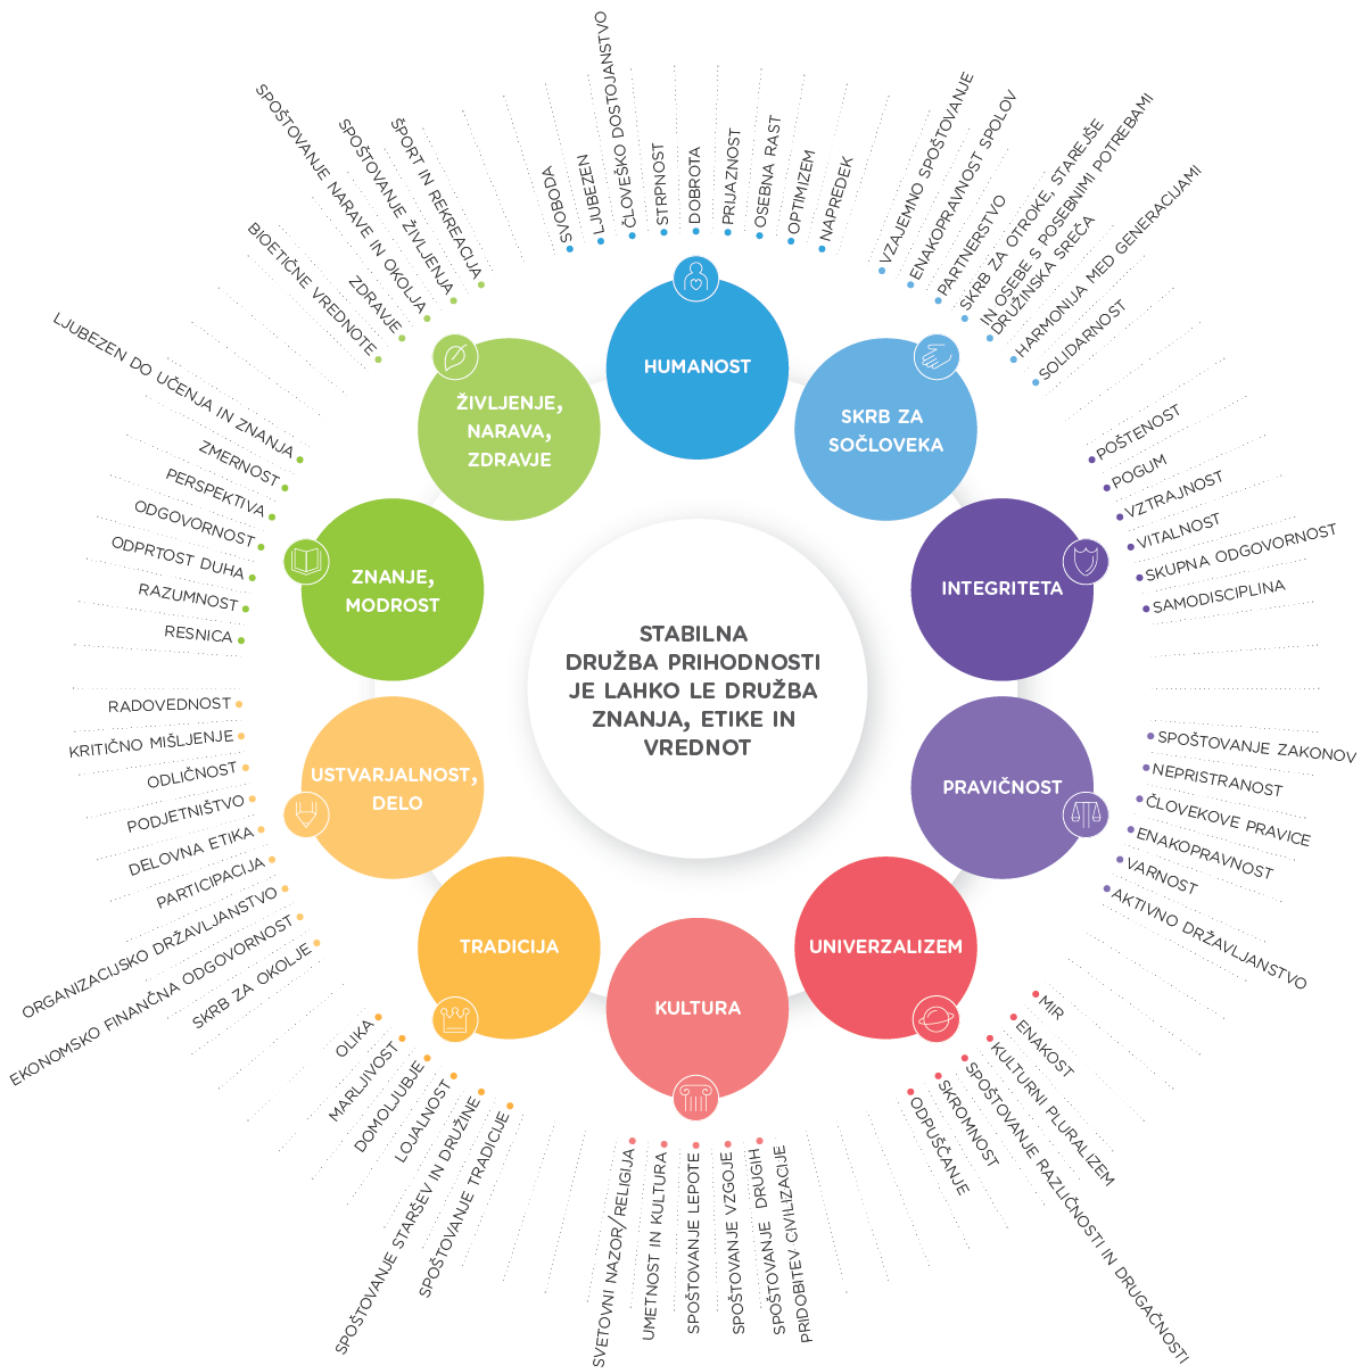 STABILNA
DRUŽBA PRIHODNOSTI
JE LAHKO LE DRUŽBA
ZNANJA, ETIKE IN
VREDNOT
HUMANOST
SVOBODA
LJUBEZEN
ČLOVEŠKO DOSTOJANSTVO
STRPNOST
DOBROTA
PRIJAZNOST
OSEBNA RAST
OPTIMIZEM
NAPREDEK
SKRB ZA
SOČLOVEKA
VZAJEMNO SPOŠTOVANJE
ENAKOPRAVNOST SPOLOV
PARTNERSTVO
SKRB ZA OTROKE, STAREJŠE
IN OSEBE S POSEBNIMI POTREBAMI
DRUŽINSKA SREČA
HARMONIJA MED GENERACIJAMI
SOLIDARNOST
INTEGRITETA
POŠTENOST
POGUM
VZTRAJNOST
VITALNOST
SKUPNA ODGOVORNOST
SAMODISCIPLINA
PRAVIČNOST
SPOŠTOVANJE ZAKONOV
NEPRISTRANOST
ČLOVEKOVE PRAVICE
ENAKOPRAVNOST
VARNOST
AKTIVNO DRŽAVLJANSTVO
UNIVERZALIZEM
MIR
ENAKOST
KULTURNI PLURALIZEM
SPOŠTOVANJE RAZLIČNOSTI IN DRUGAČNOSTI
SKROMNOST
ODPUŠČANJE
KULTURA
SVETOVNI NAZOR/RELIGIJA
UMETNOST IN KULTURA
SPOŠTOVANJE LEPOTE
SPOŠTOVANJE VZGOJE
SPOŠTOVANJE DRUGIH
PRIDOBITEV CIVILIZACIJE
TRADICIJA
OLIKA
MARLJIVOST
DOMOLJUBJE
LOJALNOST
SPOŠTOVANJE STARŠEV IN DRUŽINE
SPOŠTOVANJE TRADICIJE
USTVARJALNOST,
DELO
RADOVEDNOST
KRITIČNO MIŠLJENJE
ODLIČNOST
PODJETNIŠTVO
DELOVNA ETIKA
PARTICIPACIJA
ORGANIZACIJSKO DRŽAVLJANSTVO
EKONOMSKO FINANČNA ODGOVORNOST
SKRB ZA OKOLJE
ZNANJE,
MODROST
LJUBEZEN DO UČENJA IN ZNANJA
ZMERNOST
PERSPEKTIVA
ODGOVORNOST
ODPRTOST DUHA
RAZUMNOST
RESNICA
ŽIVLJENJE,
NARAVA,
ZDRAVJE
BIOETIČNE VREDNOTE
ZDRAVJE
SPOŠTOVANJE NARAVE IN OKOLJA
SPOŠTOVANJE ŽIVLJENJA
ŠPORT IN REKREACIJA